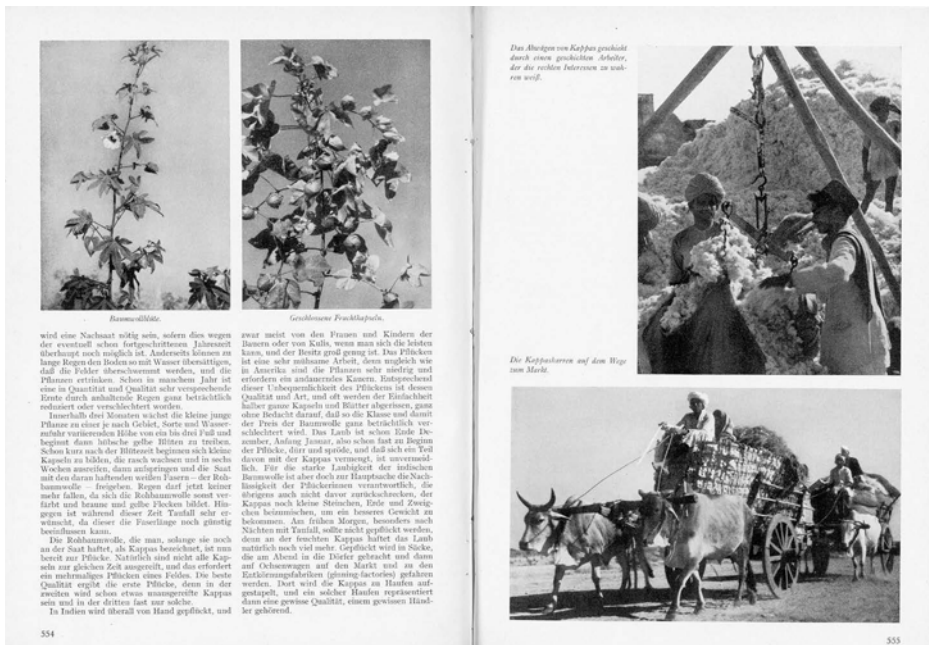 Baumwollblüte.
Geschlossene Fruchtkapseln.
wird eine Nachsaat nötig sein, sofern dies wegen
der eventuell schon fortgeschrittenen Jahreszeit
überhaupt noch möglich ist. Anderseits können zu
lange Regen den Boden so mit Wasser übersättigen,
daß die Felder überschwemmt werden, und die
Pflanzen ertrinken. Schon in manchem Jahr ist
eine in Quantität und Qualität sehr versprechende
Ernte durch anhaltende Regen ganz beträchtlich
reduziert oder verschlechtert worden.
Innerhalb drei Monaten wächst die kleine junge
Pflanze zu einer je nach Gebiet, Sorte und Wasser-
zufuhr variierenden Höhe von ein bis drei Fuß und
beginnt dann hübsche gelbe Blüten zu treiben.
Schon kurz nach der Blütezeit beginnen sich kleine
Kapseln zu bilden, die rasch wachsen und in sechs
Wochen ausreifen, dann aufspringen und die Saat
mit den daran haftenden weißen Fasern – der Roh-
baumwolle – freigeben. Regen darf jetzt keiner
mehr fallen, da sich die Rohbaumwolle sonst ver-
färbt und braune und gelbe Flecken bildet. Hin-
gegen ist während dieser Zeit Taufall sehr er-
wünscht, da dieser die Faserlänge noch günstig
beeinflussen kann.
Die Rohbaumwolle, die man, solange sie noch
an der Saat haftet, als Kappas bezeichnet, ist nun
bereit zur Pflücke. Natürlich sind nicht alle Kap-
seln zur gleichen Zeit ausgereift, und das erfordert
ein mehrmaliges Pflücken eines Feldes. Die beste
Qualität ergibt die erste Pflücke, denn in der
zweiten wird schon etwas unausgereifte Kappas
sein und in der dritten fast nur solche.
In Indien wird überall von Hand gepflückt, und
zwar meist von den Frauen und Kindern der
Bauern oder von Kulis, wenn man sich die leisten
kann, und der Besitz groß genug ist. Das Pflücken
ist eine sehr mühsame Arbeit, denn ungleich wie
in Amerika sind die Pflanzen sehr niedrig und
erfordern ein andauerndes Kauern. Entsprechend
dieser Unbequemlichkeit des Pflückens ist dessen
Qualität und Art, und oft werden der Einfachheit
halber ganze Kapseln und Blätter abgerissen, ganz
ohne Bedacht darauf, daß so die Klasse und damit
der Preis der Baumwolle ganz beträchtlich ver-
schlechtert wird. Das Laub ist schon Ende De-
zember, Anfang Januar, also schon fast zu Beginn
der Pflücke, dürr und spröde, und daß sich ein Teil
davon mit der Kappas vermengt, ist unvermeid-
lich. Für die starke Laubigkeit der indischen
Baumwolle ist aber doch zur Hauptsache die Nach-
lässigkeit der Pflückerinnen verantwortlich, die
übrigens auch nicht davor zurückschrecken, der
Kappas noch kleine Steinchen, Erde und Zweig-
chen beizumischen, um ein besseres Gewicht zu
bekommen. Am frühen Morgen, besonders nach
Nächten mit Taufall, sollte nicht gepflückt werden,
denn an der feuchten Kappas haftet das Laub
natürlich noch viel mehr. Gepflückt wird in Säcke,
die am Abend in die Dörfer gebracht und dann
auf Ochsenwagen auf den Markt und zu den
Entkörnungsfabriken (ginning-factories) gefahren
werden. Dort wird die Kappas zu Haufen auf-
gestapelt, und ein solcher Haufen repräsentiert
dann eine gewisse Qualität, einem gewissen Händ-
ler gehörend.
554
Das Abwägen von Kappas geschieht
durch einen geschickten Arbeiter,
der die rechten Interessen zu wah-
ren weiß.
Die Kappaskarren auf dem Wege
zum Markt.
555